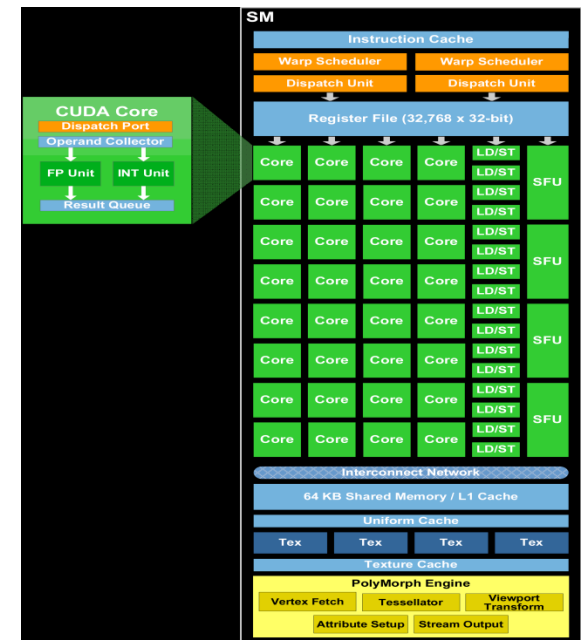 SM
Instruction Cache
Warp Scheduler Warp Scheduler
Dispatch Unit Dispatch Unit
Register File (32,768 x 32-bit)
CUDA Core
Dispatch Port
Operand Collector
FP Unit INT Unit
Result Queue
Core Core Core Core LD/ST LD/ST SFU
Core Core Core Core LD/ST LD/ST
Core Core Core Core LD/ST LD/ST SFU
Core Core Core Core LD/ST LD/ST
Core Core Core Core LD/ST LD/ST SFU
Core Core Core Core LD/ST LD/ST
Core Core Core Core LD/ST LD/ST SFU
Core Core Core Core LD/ST LD/ST
Interconnect Network
64 KB Shared Memory / L1 Cache
Uniform Cache
Tex Tex Tex Tex
Texture Cache
PolyMorph Engine
Vertex Fetch Tessellator Viewport Transform
Attribute Setup Stream Output